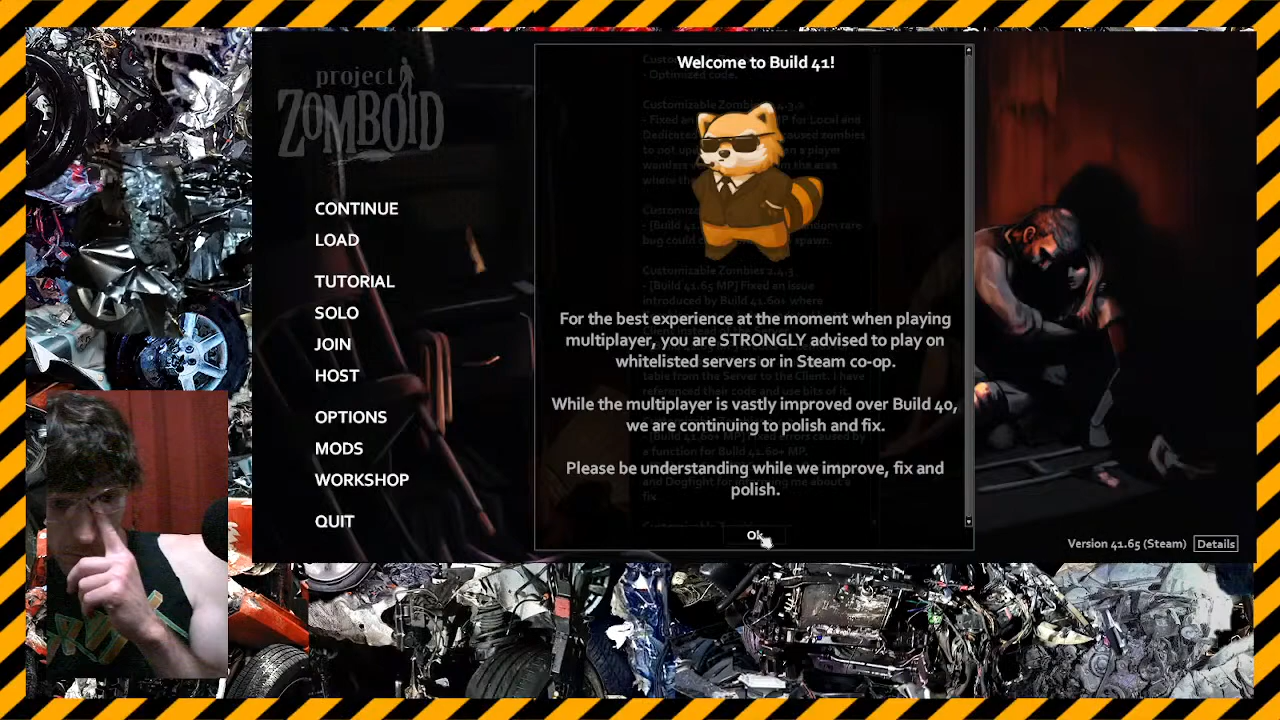 project
ZOMBOID
CONTINUE
LOAD
TUTORIAL
SOLO
JOIN
HOST
OPTIONS
MODS
WORKSHOP
QUIT
Welcome to Build 41!
- Optimized code.
For the best experience at the moment when playing
multiplayer, you are STRONGLY advised to play on
whitelisted servers or in Steam co-op.
While the multiplayer is vastly improved over Build 40,
we are continuing to polish and fix.
Please be understanding while we improve, fix and
polish.
Ok
Version 41.65 (Steam)
Details